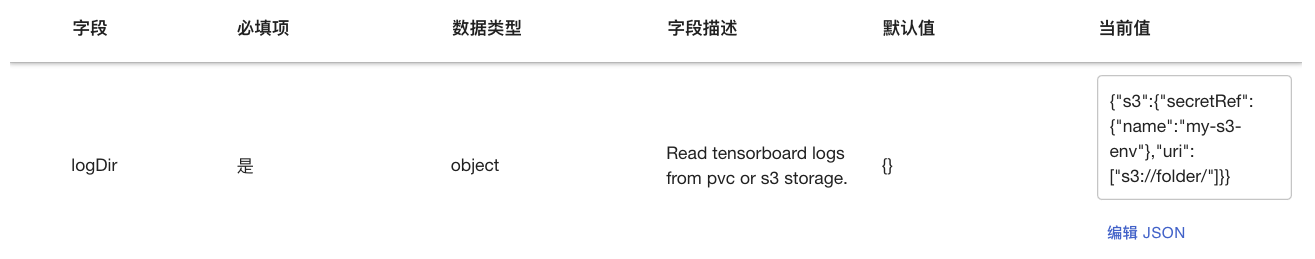 字段 必填项 数据类型 字段描述 默认值 当前值
logDir 是 object Read tensorboard logs
from pvc or s3 storage. {} {"s3":{"secretRef":
{"name":"my-s3-
env"},"uri":
["s3://folder/"]}}
编辑 JSON